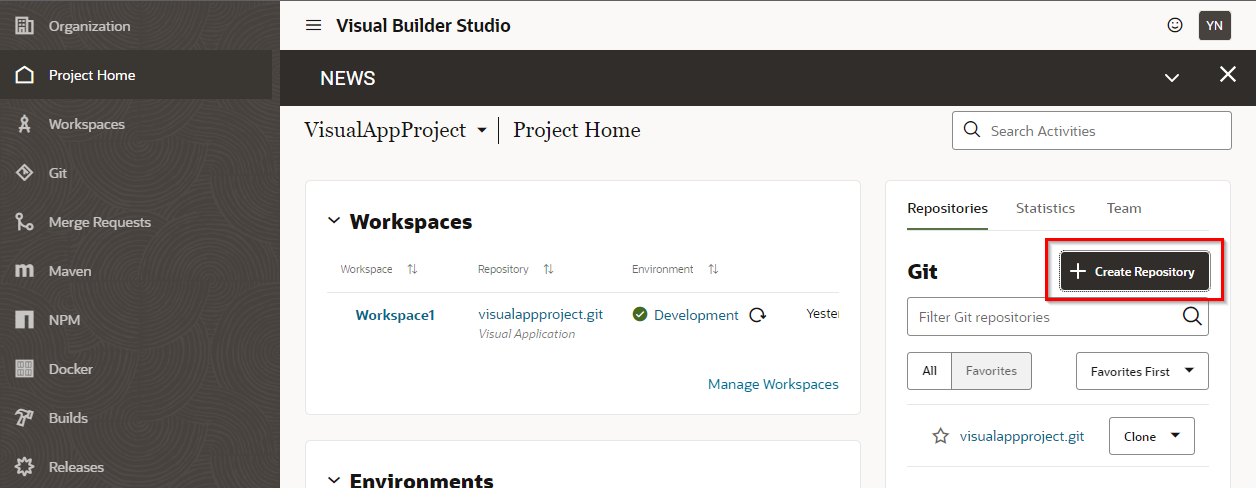 Organization
Project Home
Workspaces
Git
Merge Requests
Maven
NPM
Docker
Builds
Releases
Visual Builder Studio
YN
NEWS
VisualAppProject
Project Home
Search Activities
Workspaces
Workspace Repository Environment
Workspace1 visualappproject.git Development Yester
Visual Application
Manage Workspaces
Environments
Repositories Statistics Team
Git
Create Repository
Filter Git repositories
All Favorites Favorites First
visualappproject.git Clone